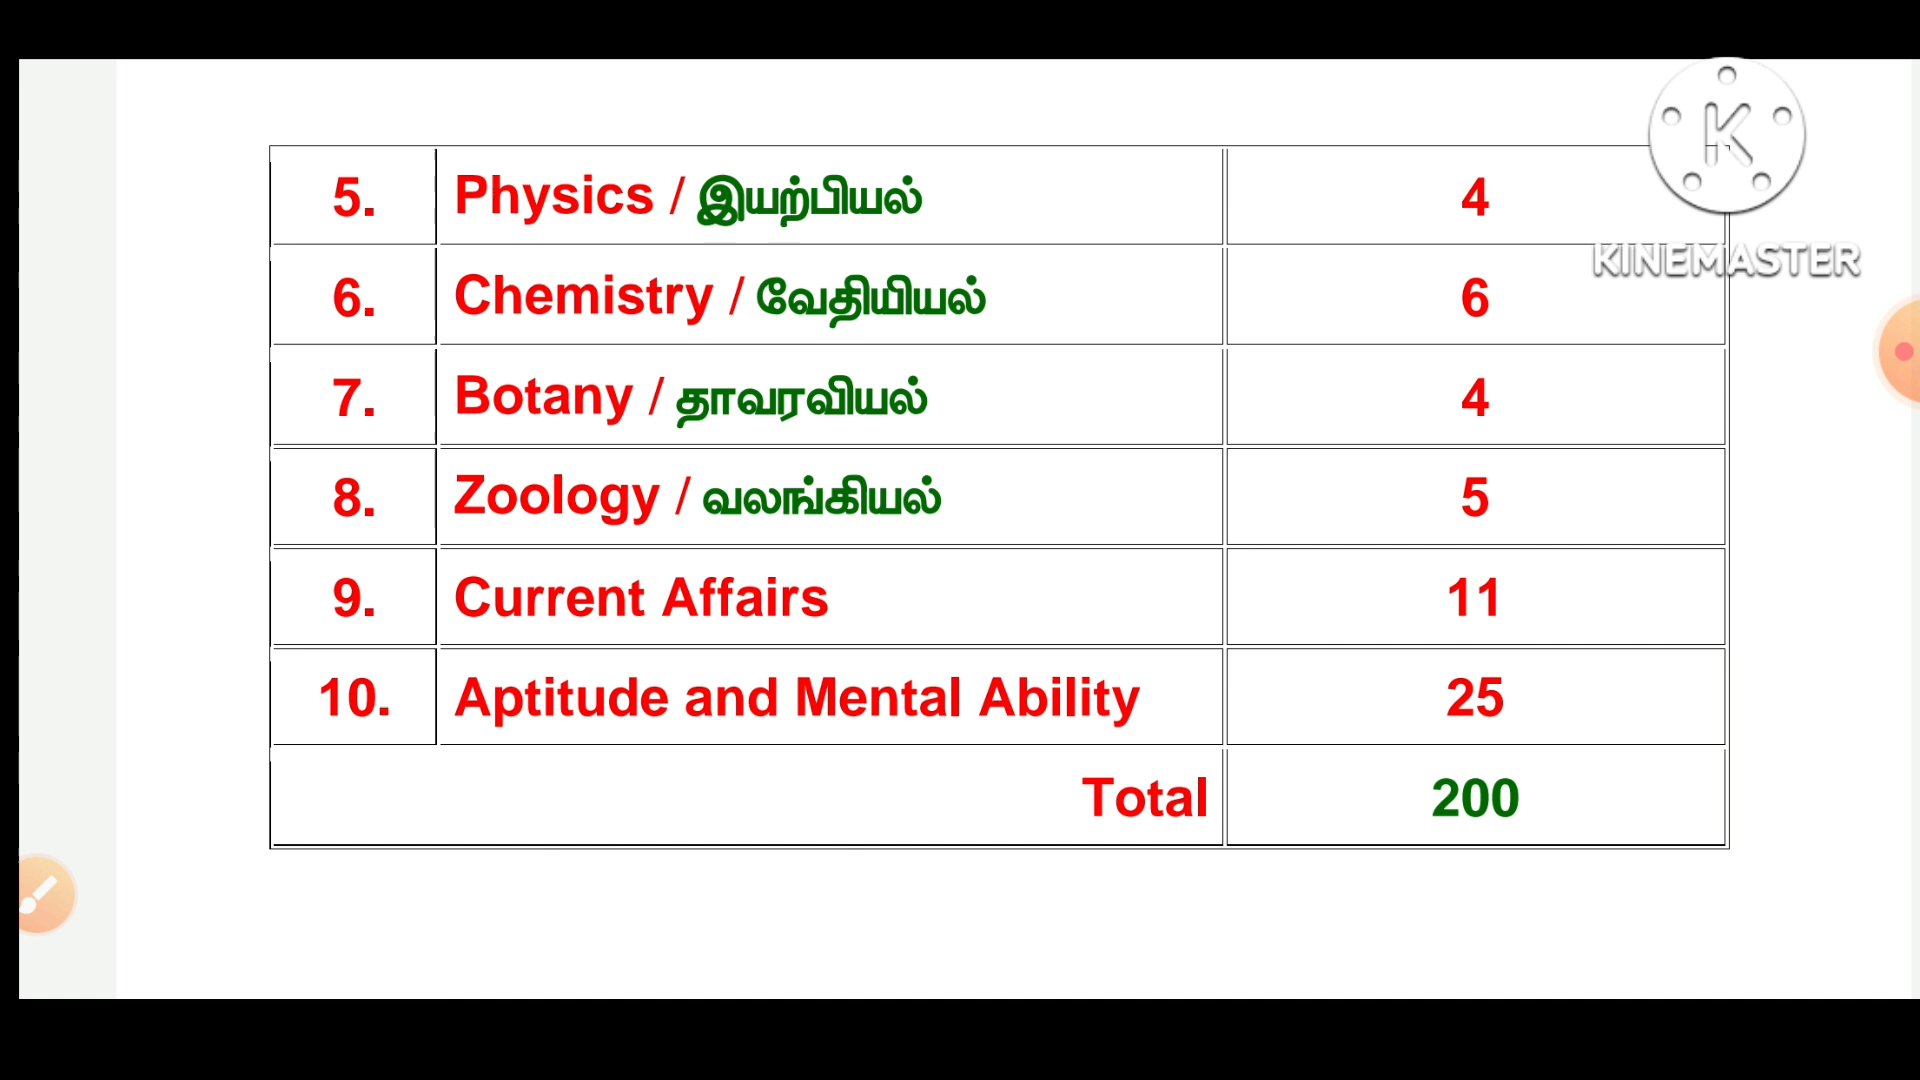 5. Physics / இயற்பியல் 4
6. Chemistry / வேதியியல் 6
7. Botany / தாவரவியல் 4
8. Zoology / வலங்கியல் 5
9. Current Affairs 11
10. Aptitude and Mental Ability 25
Total 200
K
KINEMASTER